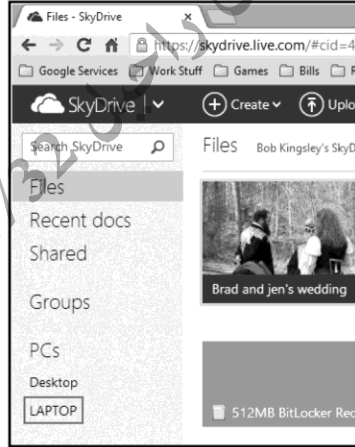 Files - SkyDrive ×
https://skydrive.live.com/#cid=4
Google Services Work Stuff Games Bills R
SkyDrive Create Uplo
Search SkyDrive Files Bob Kingsley's SkyD
Files
Recent docs
Shared
Brad and jen's wedding
Groups
PCs
Desktop
LAPTOP
512MB BitLocker Rec